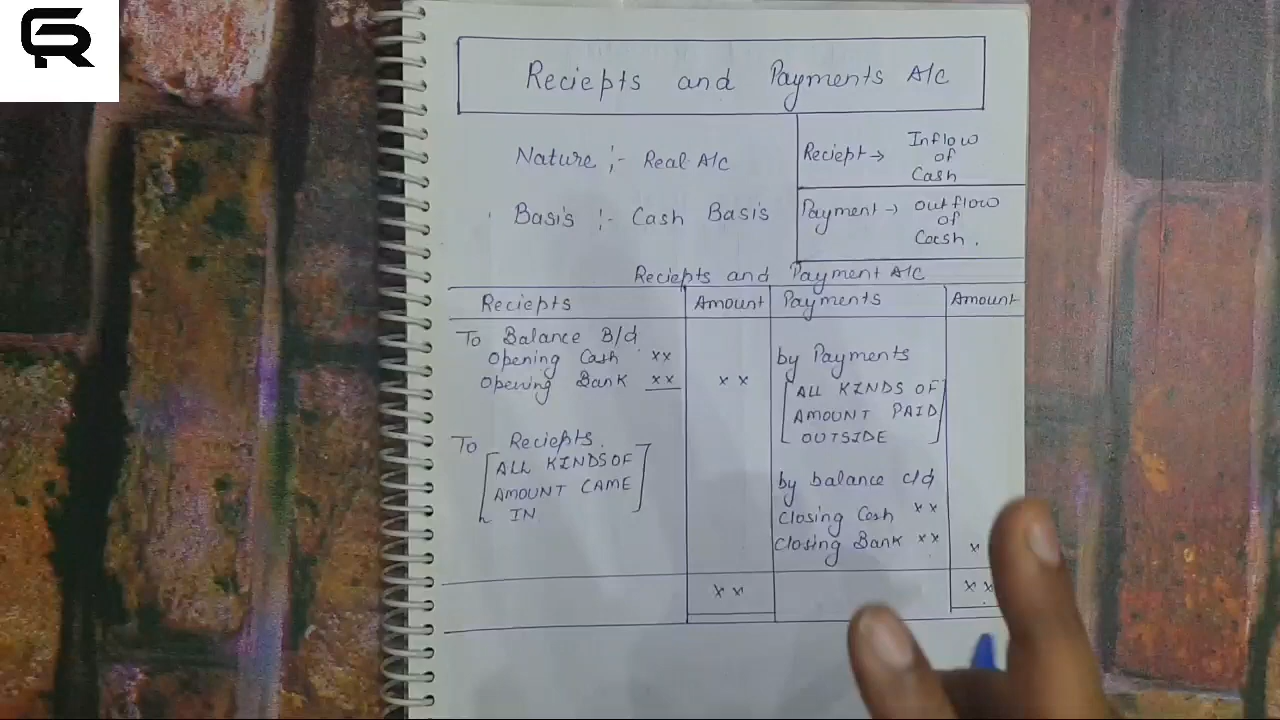 GR
Reciepts and Payments A/C
Nature :- Real A/C
Basis :- Cash Basis
Reciept → Inflow
of
Cash
Payment → outflow
of
Cash.
Reciepts and Payment A/C
Reciepts Amount Payments Amount
To Balance B/d
Opening Cash xx
Opening Bank xx xx
To Reciepts.
[ALL KINDS OF
AMOUNT CAME
IN]
by Payments
[ALL KINDS OF
AMOUNT PAID
OUTSIDE]
by balance c/d
Closing Cash xx
Closing Bank xx x
xx xx